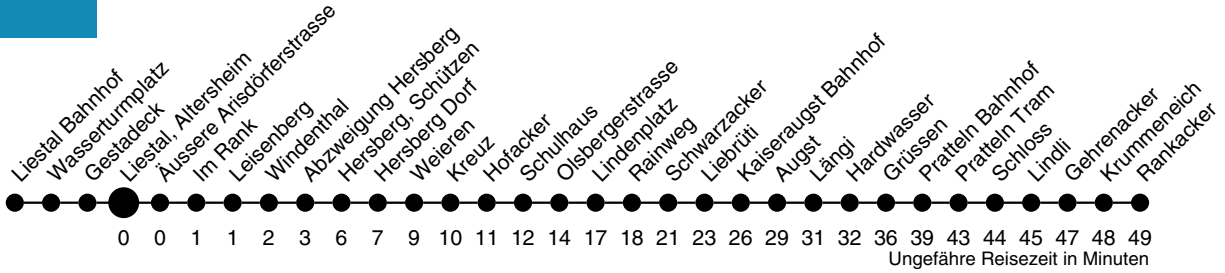 Liestal Bahnhof
Wasserturmplatz
Gestadeck
Liestal, Altersheim
Äussere Arisdörferstrasse
Im Rank
Leisenberg
Windenthal
Abzweigung Hersberg
Hersberg, Schützen
Hersberg Dorf
Weieren
Kreuz
Hofacker
Schulhaus
Olsbergerstrasse
Lindenplatz
Rainweg
Schwarzacker
Liebrüti
Kaiseraugst Bahnhof
Augst
Längi
Hardwasser
Grüssen
Pratteln Bahnhof
Pratteln Tram
Schloss
Lindli
Gehrenacker
Krummeneich
Rankacker
0 0 1 1 2 3 6 7 9 10 11 12 14 17 18 21 23 26 29 31 32 36 39 43 44 45 47 48 49
Ungefähre Reisezeit in Minuten